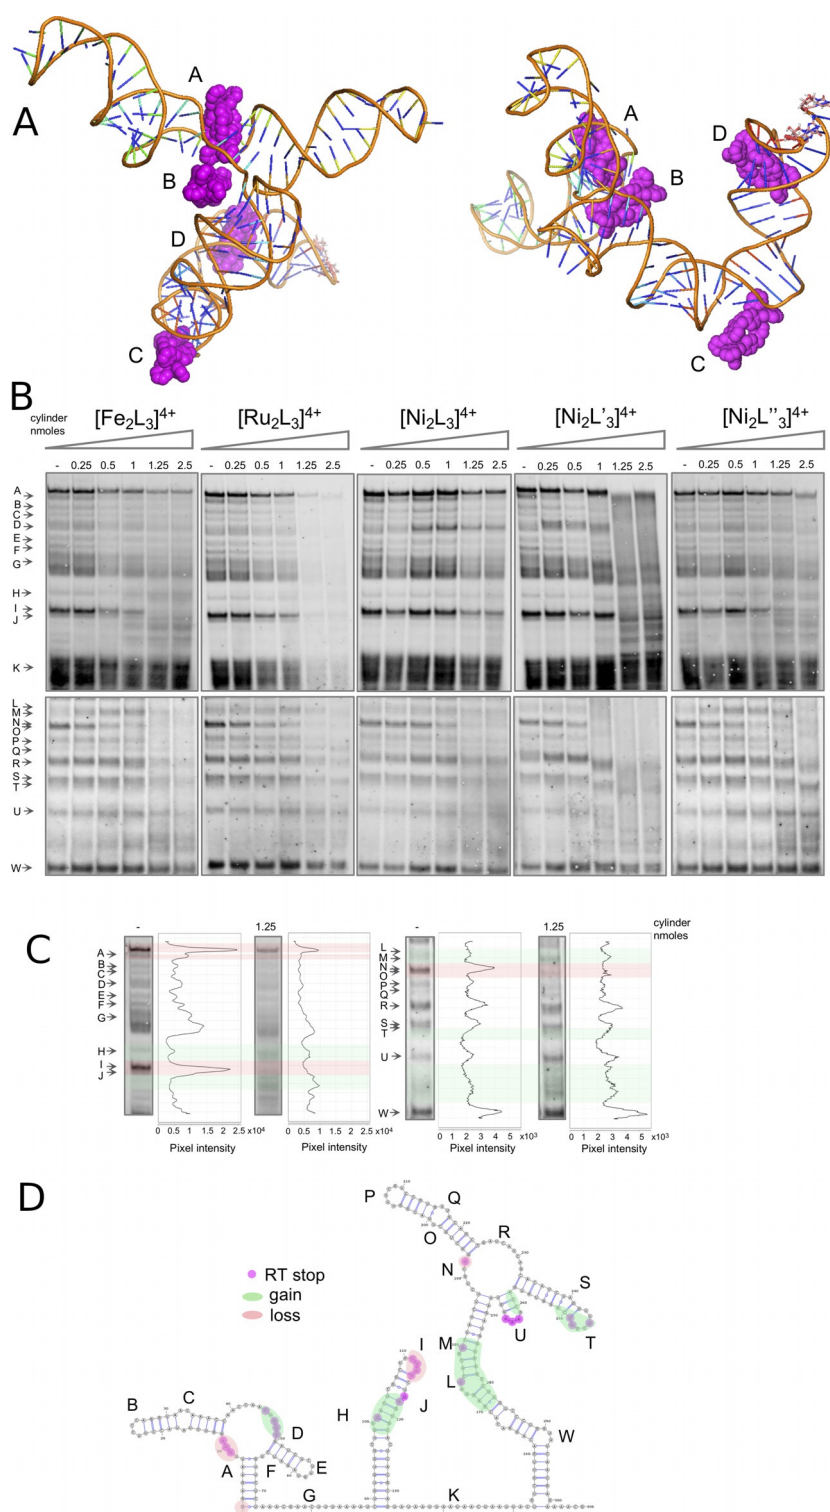 A
A
B
D
C
A
B
D
C
B
cylinder
nmoles
[Fe2L3]4+
[Ru2L3]4+
[Ni2L3]4+
[Ni2L'3]4+
[Ni2L''3]4+
- 0.25 0.5 1 1.25 2.5
- 0.25 0.5 1 1.25 2.5
- 0.25 0.5 1 1.25 2.5
- 0.25 0.5 1 1.25 2.5
- 0.25 0.5 1 1.25 2.5
A
B
C
D
E
F
G
H
I
J
K
L
M
N
O
P
Q
R
S
T
U
W
C
- 1.25 - 1.25
cylinder
nmoles
A
B
C
D
E
F
G
H
I
J
L
M
N
O
P
Q
R
S
T
U
W
0 0.5 1 1.5 2 2.5 x10^4
Pixel intensity
0 0.5 1 1.5 2 2.5 x10^4
Pixel intensity
0 1 2 3 4 5 x10^3
Pixel intensity
0 1 2 3 4 5 x10^3
Pixel intensity
D
RT stop
gain
loss
P
Q
O
R
N
S
T
U
M
L
W
I
J
H
B
C
D
E
A
F
G
K